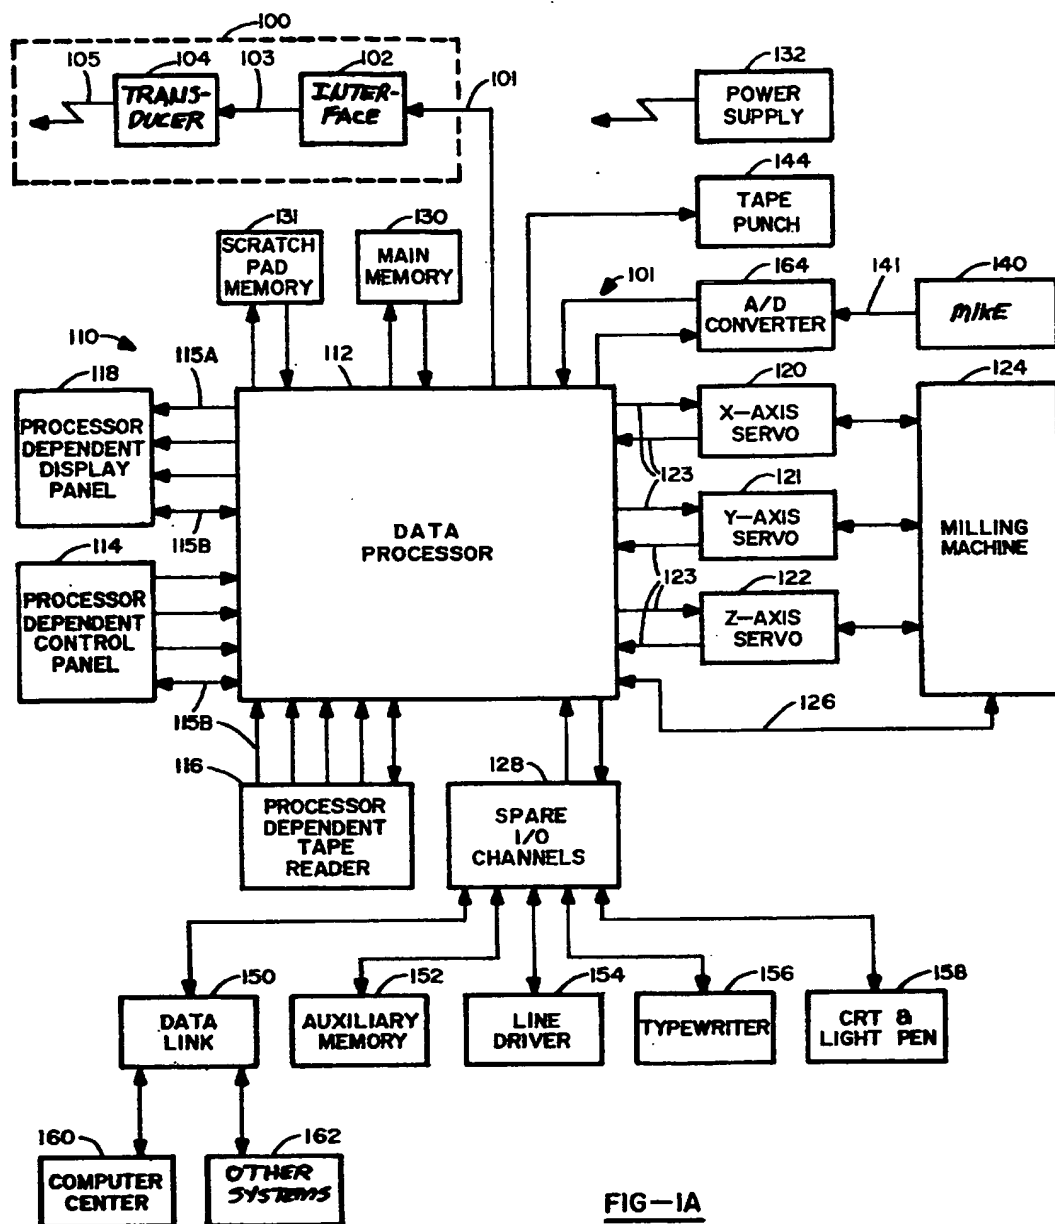 100
105
104
103
102
101
TRANS-
DUCER
INTER-
FACE
132
POWER
SUPPLY
144
TAPE
PUNCH
131
SCRATCH
PAD
MEMORY
130
MAIN
MEMORY
101
164
A/D
CONVERTER
141
140
MIKE
110
118
115A
112
PROCESSOR
DEPENDENT
DISPLAY
PANEL
115B
114
PROCESSOR
DEPENDENT
CONTROL
PANEL
115B
DATA
PROCESSOR
120
X-AXIS
SERVO
123
121
Y-AXIS
SERVO
123
122
Z-AXIS
SERVO
124
MILLING
MACHINE
126
116
PROCESSOR
DEPENDENT
TAPE
READER
128
SPARE
I/O
CHANNELS
150
DATA
LINK
152
AUXILIARY
MEMORY
154
LINE
DRIVER
156
TYPEWRITER
158
CRT &
LIGHT PEN
160
COMPUTER
CENTER
162
OTHER
SYSTEMS
FIG-1A